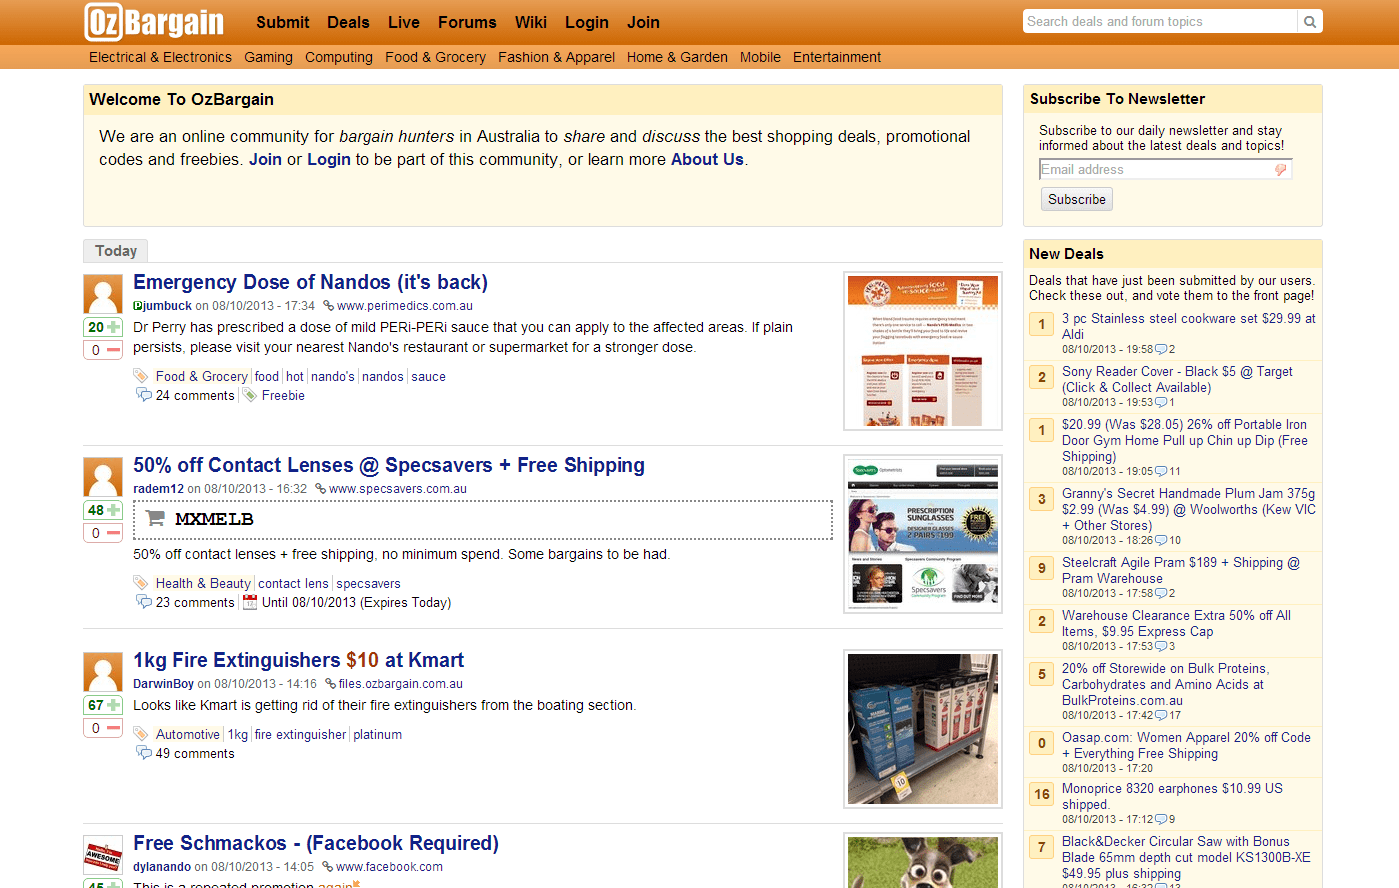 OzBargain
Submit Deals Live Forums Wiki Login Join
Search deals and forum topics
Electrical & Electronics Gaming Computing Food & Grocery Fashion & Apparel Home & Garden Mobile Entertainment
Welcome To OzBargain
We are an online community for bargain hunters in Australia to share and discuss the best shopping deals, promotional
codes and freebies. Join or Login to be part of this community, or learn more About Us.
Today
Emergency Dose of Nandos (it's back)
jumbuck on 08/10/2013 - 17:34 www.perimedics.com.au
20
Dr Perry has prescribed a dose of mild PERi-PERi sauce that you can apply to the affected areas. If plain
0
persists, please visit your nearest Nando's restaurant or supermarket for a stronger dose.
Food & Grocery food hot nando's nandos sauce
24 comments Freebie
50% off Contact Lenses @ Specsavers + Free Shipping
radem12 on 08/10/2013 - 16:32 www.specsavers.com.au
48
MXMELB
0
50% off contact lenses + free shipping, no minimum spend. Some bargains to be had.
Health & Beauty contact lens specsavers
23 comments Until 08/10/2013 (Expires Today)
Specsavers
PRESCRIPTION
SUNGLASSES
2 PAIRS $199
FREE
Specsavers
FIND OUT MORE
1kg Fire Extinguishers $10 at Kmart
DarwinBoy on 08/10/2013 - 14:16 files.ozbargain.com.au
67
Looks like Kmart is getting rid of their fire extinguishers from the boating section.
0
Automotive 1kg fire extinguisher platinum
49 comments
10
Free Schmackos - (Facebook Required)
dylanando on 08/10/2013 - 14:05 www.facebook.com
AWESOME
45
This is a repeated promotion again
Subscribe To Newsletter
Subscribe to our daily newsletter and stay
informed about the latest deals and topics!
Email address
Subscribe
New Deals
Deals that have just been submitted by our users.
Check these out, and vote them to the front page!
1
3 pc Stainless steel cookware set $29.99 at
Aldi
08/10/2013 - 19:58 2
2
Sony Reader Cover - Black $5 @ Target
(Click & Collect Available)
08/10/2013 - 19:53 1
1
$20.99 (Was $28.05) 26% off Portable Iron
Door Gym Home Pull up Chin up Dip (Free
Shipping)
08/10/2013 - 19:05 11
3
Granny's Secret Handmade Plum Jam 375g
$2.99 (Was $4.99) @ Woolworths (Kew VIC
+ Other Stores)
08/10/2013 - 18:26 10
9
Steelcraft Agile Pram $189 + Shipping @
Pram Warehouse
08/10/2013 - 17:58 2
2
Warehouse Clearance Extra 50% off All
Items, $9.95 Express Cap
08/10/2013 - 17:53 3
5
20% off Storewide on Bulk Proteins,
Carbohydrates and Amino Acids at
BulkProteins.com.au
08/10/2013 - 17:42 17
0
Oasap.com: Women Apparel 20% off Code
+ Everything Free Shipping
08/10/2013 - 17:20
16
Monoprice 8320 earphones $10.99 US
shipped.
08/10/2013 - 17:12 9
7
Black&Decker Circular Saw with Bonus
Blade 65mm depth cut model KS1300B-XE
$49.95 plus shipping
08/10/2013 - 16:32 13